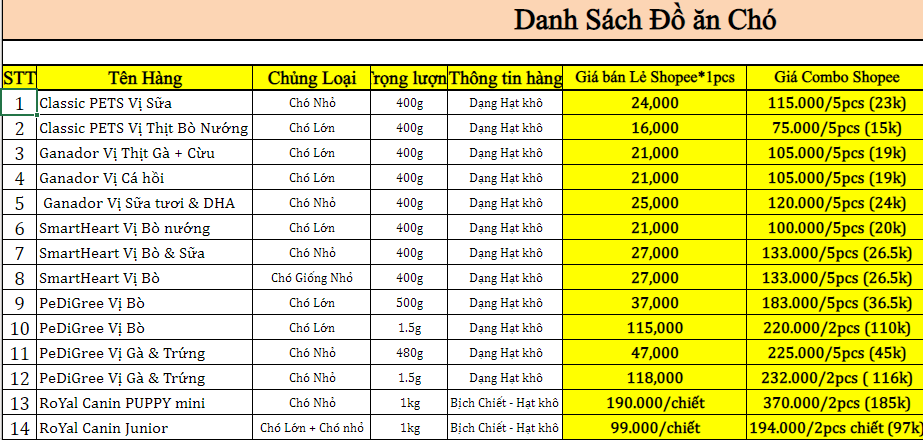 Danh Sách Đồ ăn Chó
STT Tên Hàng Chủng Loại Trọng lượn Thông tin hàng Giá bán Lẻ Shopee*1pcs Giá Combo Shopee
1 Classic PETS Vị Sữa Chó Nhỏ 400g Dạng Hạt khô 24,000 115.000/5pcs (23k)
2 Classic PETS Vị Thịt Bò Nướng Chó Lớn 400g Dạng Hạt khô 16,000 75.000/5pcs (15k)
3 Ganador Vị Thịt Gà + Cừu Chó Lớn 400g Dạng Hạt khô 21,000 105.000/5pcs (19k)
4 Ganador Vị Cá hồi Chó Lớn 400g Dạng Hạt khô 21,000 105.000/5pcs (19k)
5 Ganador Vị Sữa tươi & DHA Chó Nhỏ 400g Dạng Hạt khô 25,000 120.000/5pcs (24k)
6 SmartHeart Vị Bò nướng Chó Lớn 400g Dạng Hạt khô 21,000 100.000/5pcs (20k)
7 SmartHeart Vị Bò & Sữa Chó Nhỏ 400g Dạng Hạt khô 27,000 133.000/5pcs (26.5k)
8 SmartHeart Vị Bò Chó Giống Nhỏ 400g Dạng Hạt khô 27,000 133.000/5pcs (26.5k)
9 PeDiGree Vị Bò Chó Lớn 500g Dạng Hạt khô 37,000 183.000/5pcs (36.5k)
10 PeDiGree Vị Bò Chó Lớn 1.5g Dạng Hạt khô 115,000 220.000/2pcs (110k)
11 PeDiGree Vị Gà & Trứng Chó Nhỏ 480g Dạng Hạt khô 47,000 225.000/5pcs (45k)
12 PeDiGree Vị Gà & Trứng Chó Nhỏ 1.5g Dạng Hạt khô 118,000 232.000/2pcs ( 116k)
13 RoYal Canin PUPPY mini Chó Nhỏ 1kg Bịch Chiết - Hạt khô 190.000/chiết 370.000/2pcs (185k)
14 RoYal Canin Junior Chó Lớn + Chó nhỏ 1kg Bịch Chiết - Hạt khô 99.000/chiết 194.000/2pcs chiết (97k)